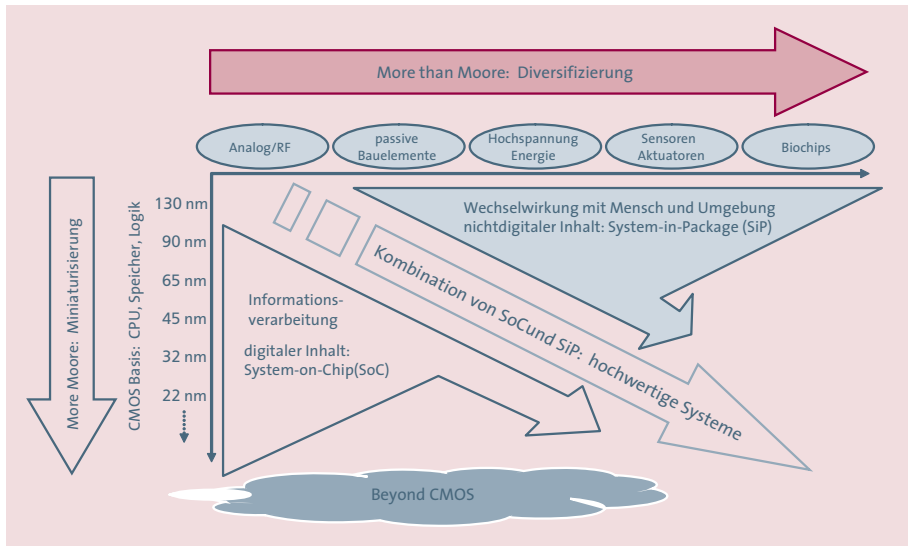 More than Moore: Diversifizierung
Analog/RF
passive
Bauelemente
Hochspannung
Energie
Sensoren
Aktuatoren
Biochips
More Moore: Miniaturisierung
CMOS Basis: CPU, Speicher, Logik
130 nm
90 nm
65 nm
45 nm
32 nm
22 nm
Wechselwirkung mit Mensch und Umgebung
nichtdigitaler Inhalt: System-in-Package (SiP)
Kombination von SoCund SiP: hochwertige Systeme
Informations-
verarbeitung
digitaler Inhalt:
System-on-Chip(SoC)
Beyond CMOS